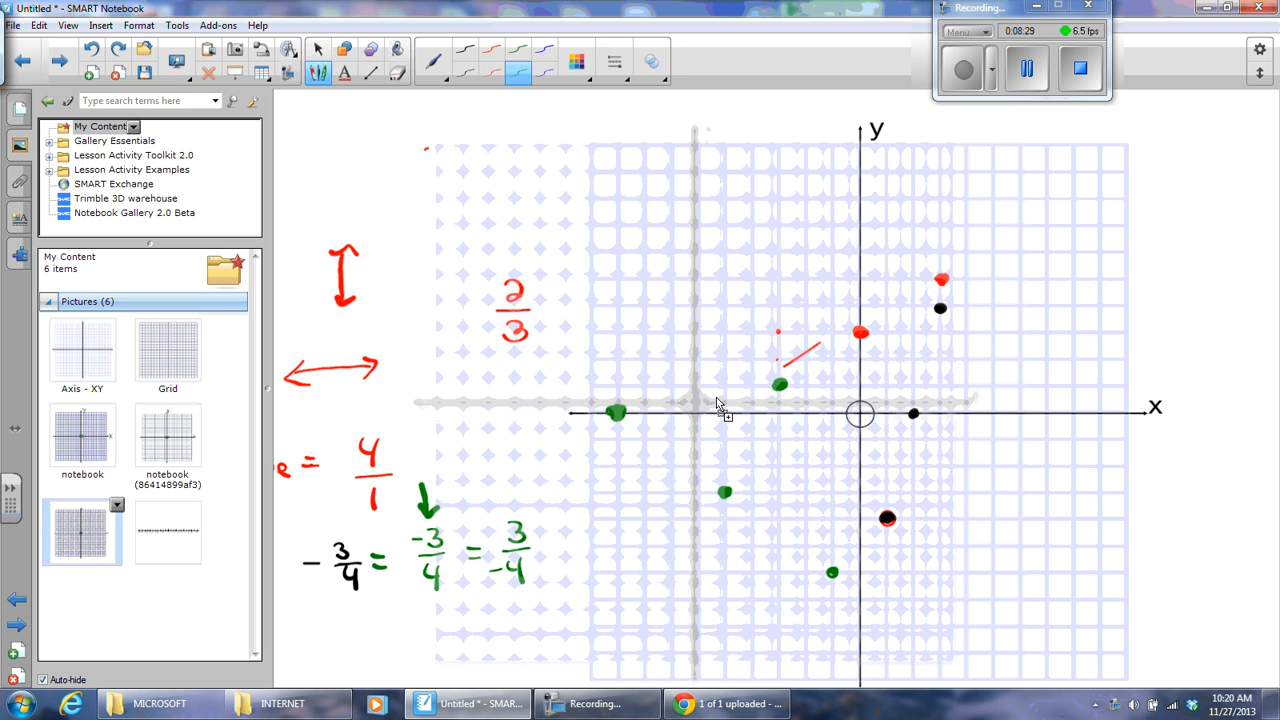 Untitled * - SMART Notebook
File Edit View Insert Format Tools Add-ons Help
Recording...
Menu 0:08:29 6.5 fps
Type search terms here
My Content
Gallery Essentials
Lesson Activity Toolkit 2.0
Lesson Activity Examples
SMART Exchange
Trimble 3D warehouse
Notebook Gallery 2.0 Beta
My Content
6 items
Pictures (6)
Axis - XY Grid
notebook notebook
(86414899af3)
Auto-hide
y
x
2
3
e = 4
1
- 3/4 = -3/4 = 3/-4
MICROSOFT INTERNET Untitled * - SMART... Recording... 1 of 1 uploaded - ...
10:20 AM
11/27/2013